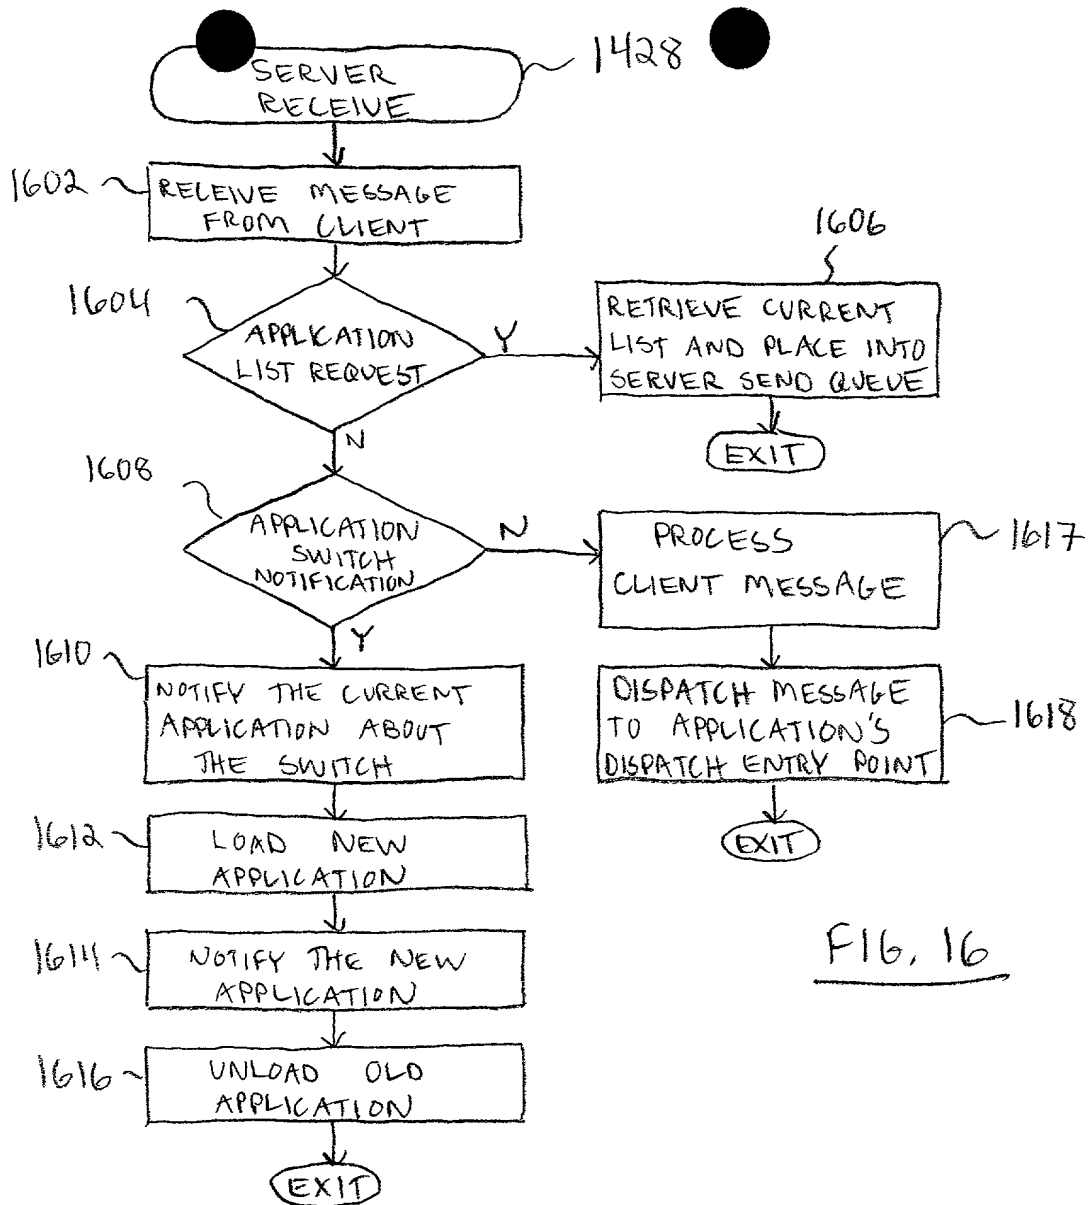 1428
SERVER
RECEIVE
1602
RECEIVE MESSAGE
FROM CLIENT
1604
APPLICATION
LIST REQUEST
Y
N
1606
RETRIEVE CURRENT
LIST AND PLACE INTO
SERVER SEND QUEUE
EXIT
1608
APPLICATION
SWITCH
NOTIFICATION
N
Y
1617
PROCESS
CLIENT MESSAGE
1610
NOTIFY THE CURRENT
APPLICATION ABOUT
THE SWITCH
1618
DISPATCH MESSAGE
TO APPLICATION'S
DISPATCH ENTRY POINT
EXIT
1612
LOAD NEW
APPLICATION
1614
NOTIFY THE NEW
APPLICATION
1616
UNLOAD OLD
APPLICATION
EXIT
FIG. 16